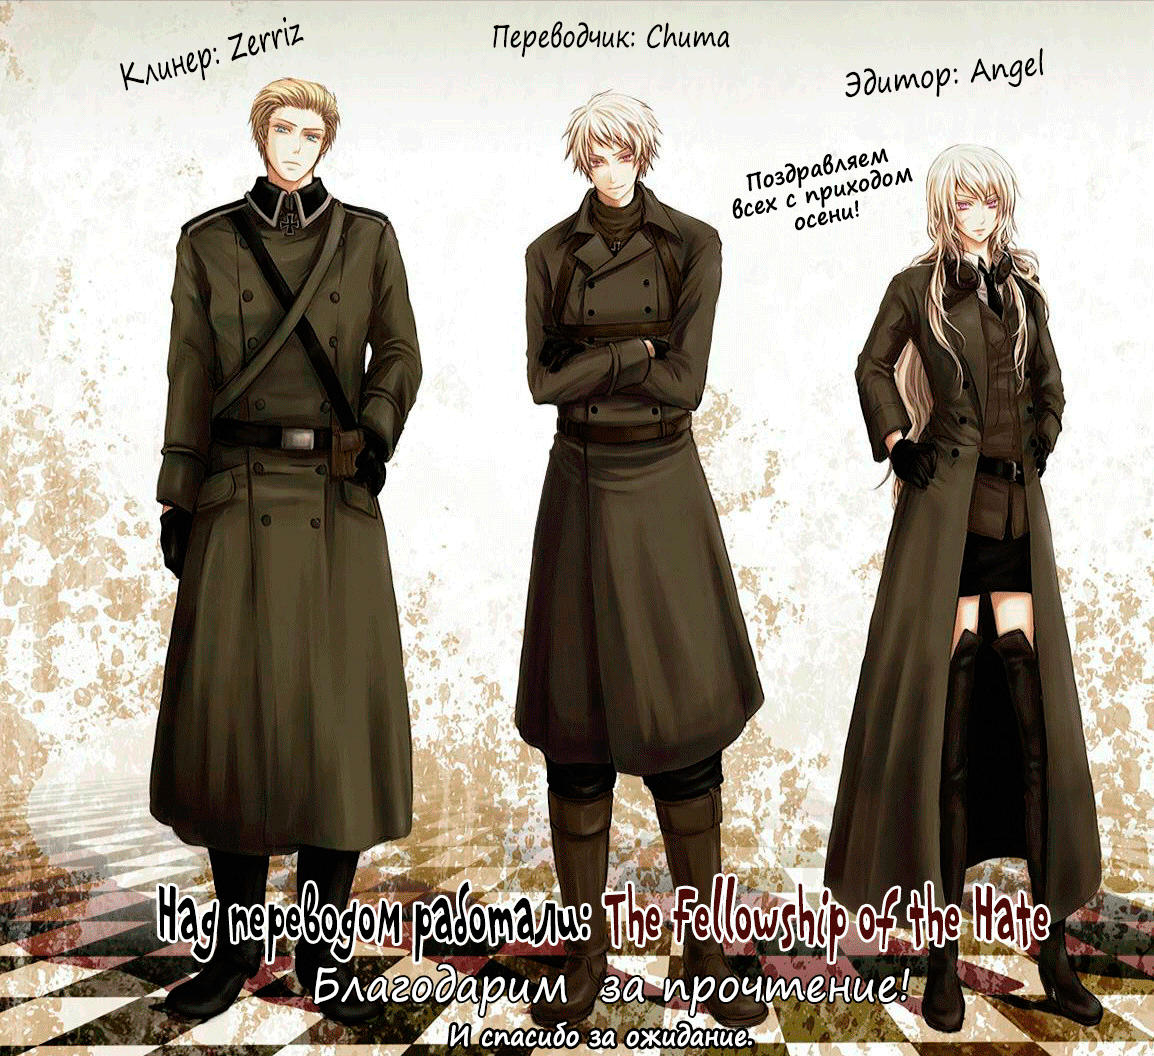 Клинер: Zerriz
Переводчик: Chuma
Эдитор: Angel
Поздравляем
всех с приходом
осени!
Над переводом работали: The Fellowship of the Hate
Благодарим за прочтение!
И спасибо за ожидание.